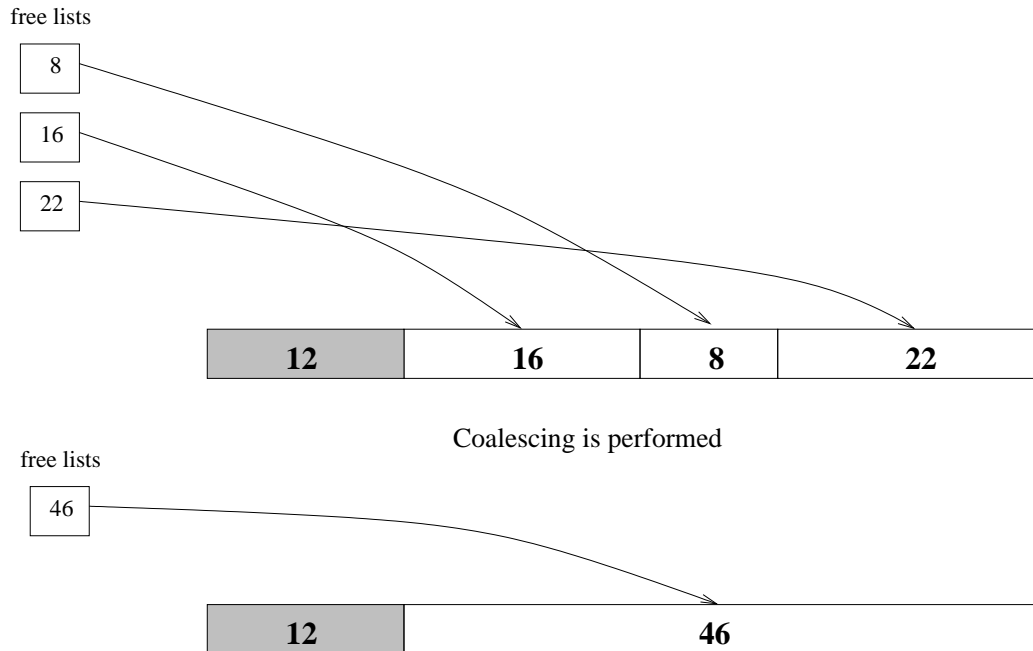 free lists
8
16
22
12 16 8 22
Coalescing is performed
free lists
46
12 46